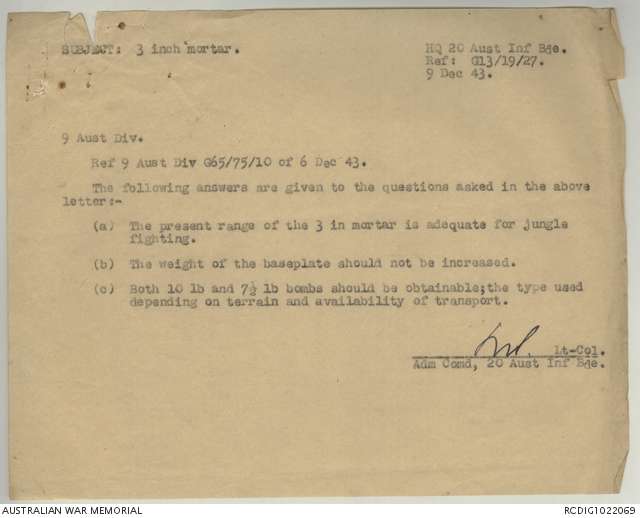 SUBJECT: 3 inch mortar.
HQ 20 Aust Inf Bde.
Ref: G13/19/27.
9 Dec 43.
9 Aust Div.
Ref 9 Aust Div G65/75/10 of 6 Dec 43.
The following answers are given to the questions asked in the above
letter:-
(a) The present range of the 3 in mortar is adequate for jungle
fighting.
(b) The weight of the baseplate should not be increased.
(c) Both 10 lb and 7½ lb bombs should be obtainable;the type used
depending on terrain and availability of transport.
Lt-Col.
Adm Comd, 20 Aust Inf Bde.
AUSTRALIAN WAR MEMORIAL
RCDIG1022069